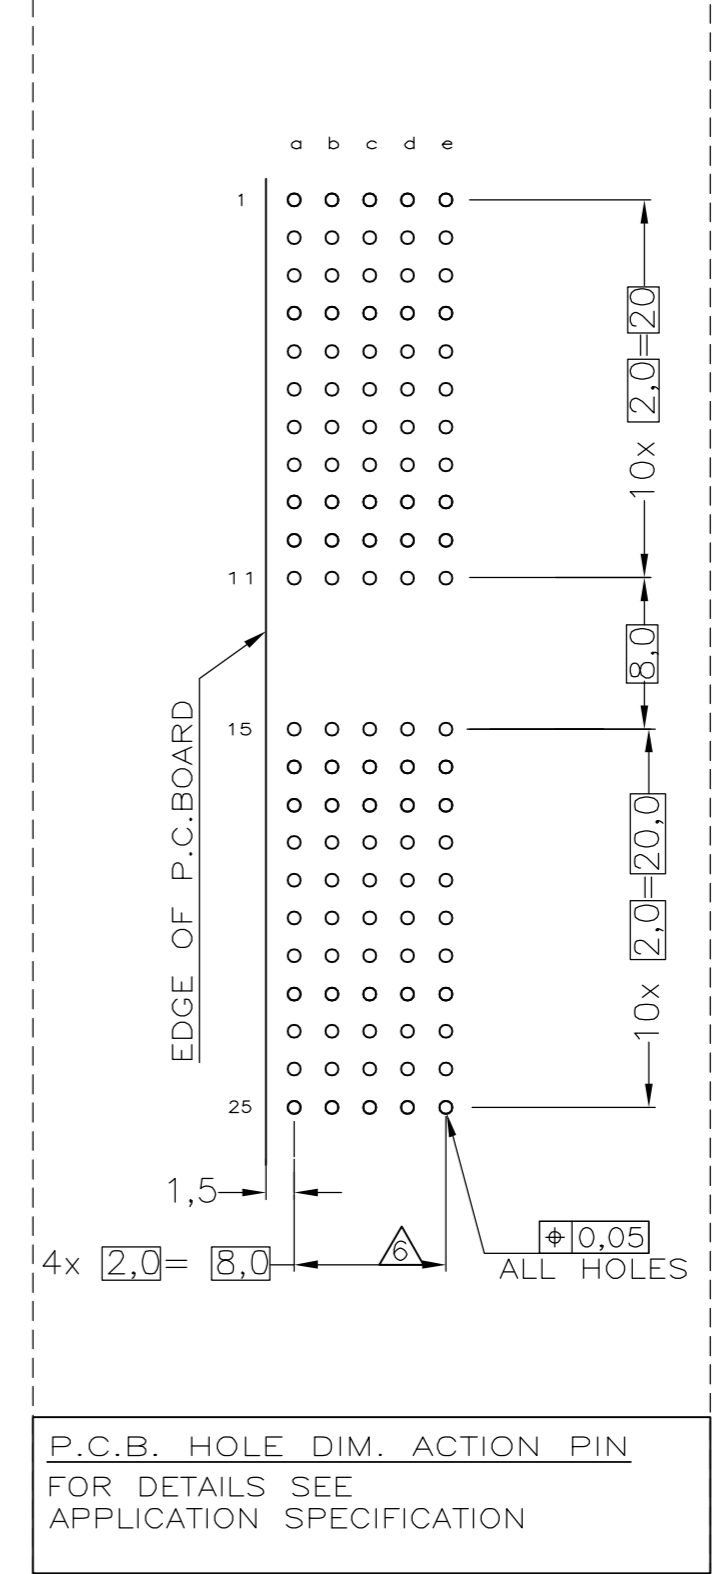 a b c d e
1
10x 2,0=20
11
8,0
EDGE OF P.C.BOARD
15
10x 2,0=20,0
25
1,5
4x 2,0= 8,0
6
⌖ 0,05
ALL HOLES
P.C.B. HOLE DIM. ACTION PIN
FOR DETAILS SEE
APPLICATION SPECIFICATION